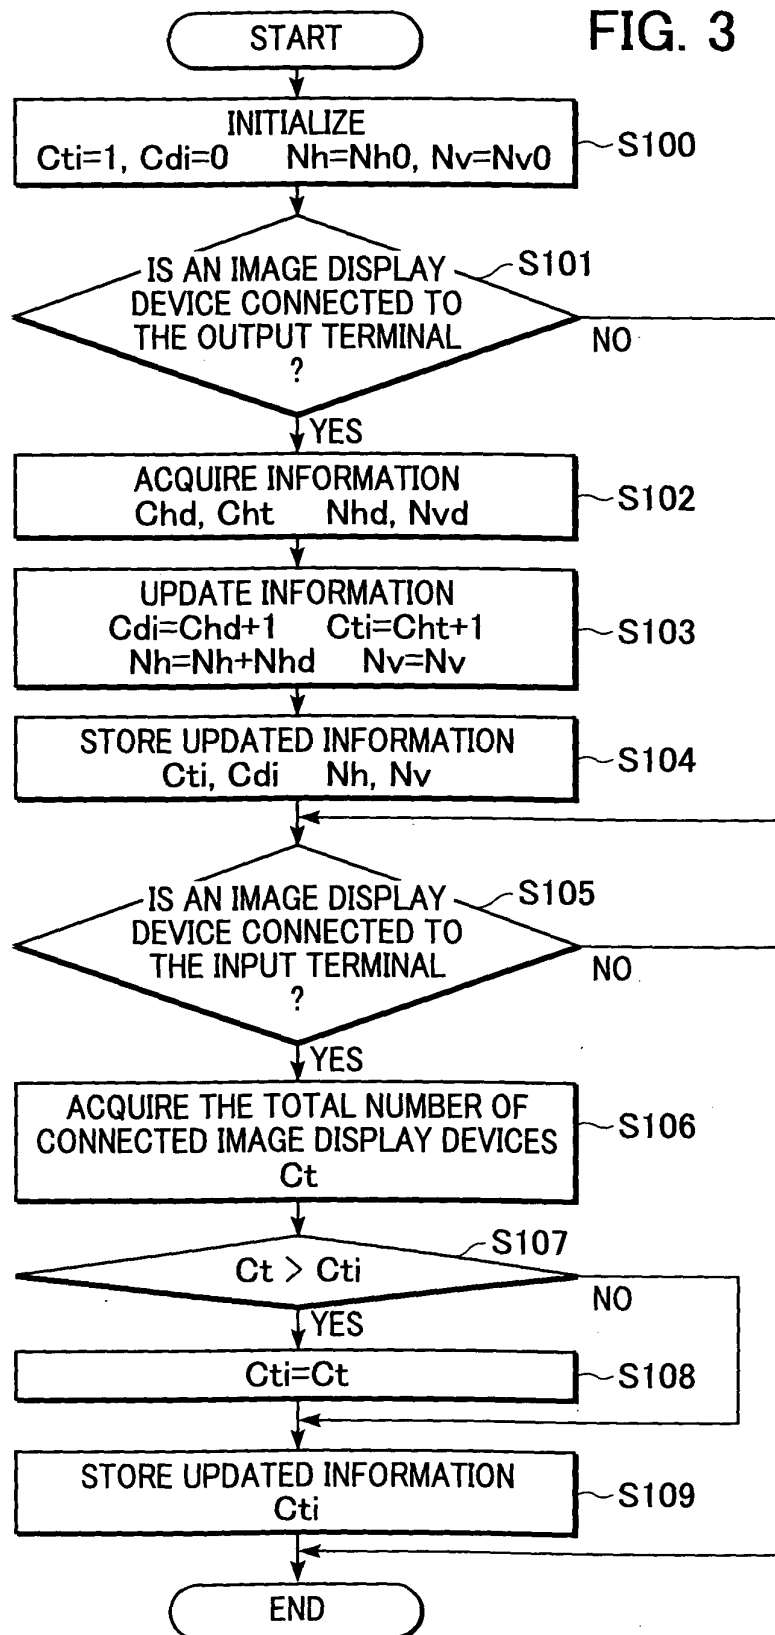 FIG. 3
START
INITIALIZE
Cti=1, Cdi=0 Nh=Nh0, Nv=Nv0
S100
IS AN IMAGE DISPLAY
DEVICE CONNECTED TO
THE OUTPUT TERMINAL
?
S101
NO
YES
ACQUIRE INFORMATION
Chd, Cht Nhd, Nvd
S102
UPDATE INFORMATION
Cdi=Chd+1 Cti=Cht+1
Nh=Nh+Nhd Nv=Nv
S103
STORE UPDATED INFORMATION
Cti, Cdi Nh, Nv
S104
IS AN IMAGE DISPLAY
DEVICE CONNECTED TO
THE INPUT TERMINAL
?
S105
NO
YES
ACQUIRE THE TOTAL NUMBER OF
CONNECTED IMAGE DISPLAY DEVICES
Ct
S106
Ct > Cti
S107
NO
YES
Cti=Ct
S108
STORE UPDATED INFORMATION
Cti
S109
END